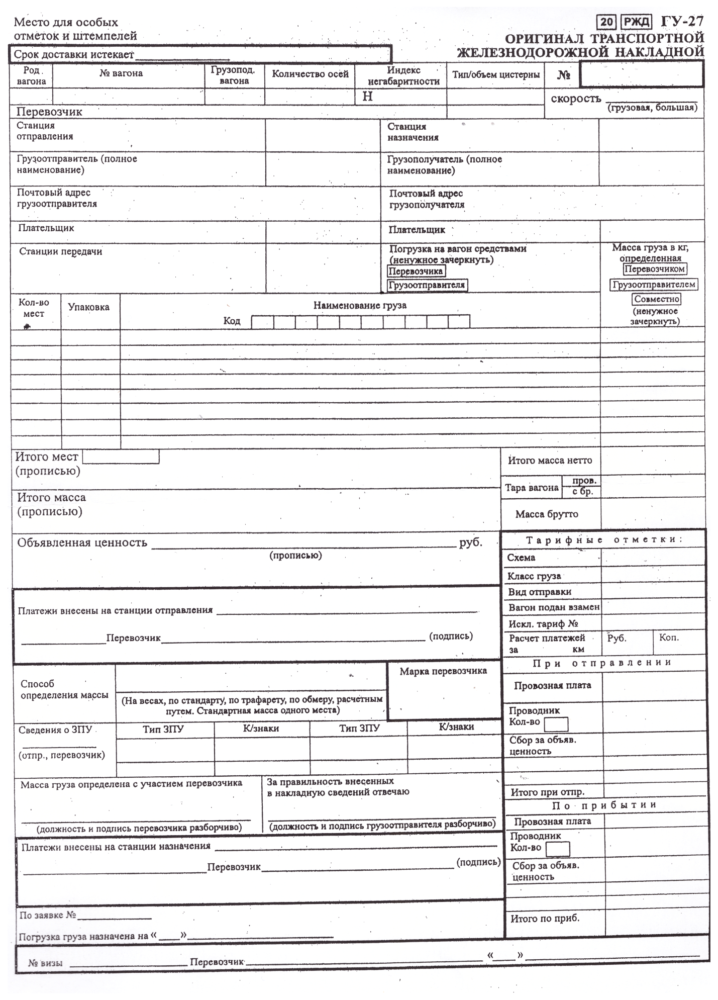 Место для особых
отметок и штемпелей
20 РЖД ГУ-27
ОРИГИНАЛ ТРАНСПОРТНОЙ
ЖЕЛЕЗНОДОРОЖНОЙ НАКЛАДНОЙ
Срок доставки истекает
Род вагона
№ вагона
Грузопод. вагона
Количество осей
Индекс негабаритности
Тип/объем цистерны
№
Н
скорость
(грузовая, большая)
Перевозчик
Станция
отправления
Станция
назначения
Грузоотправитель (полное
наименование)
Грузополучатель (полное
наименование)
Почтовый адрес
грузоотправителя
Почтовый адрес
грузополучателя
Плательщик
Плательщик
Станции передачи
Погрузка на вагон средствами
(ненужное зачеркнуть)
Перевозчика
Грузоотправителя
Масса груза в кг,
определенная
Перевозчиком
Грузоотправителем
Совместно
(ненужное
зачеркнуть)
Кол-во
мест
Упаковка
Наименование груза
Код
Итого мест
(прописью)
Итого масса нетто
Тара вагона
пров.
с бр.
Итого масса
(прописью)
Масса брутто
Объявленная ценность руб.
(прописью)
Тарифные отметки:
Схема
Класс груза
Вид отправки
Вагон подан взамен
Искл. тариф №
Расчет платежей
за км
Руб.
Коп.
Платежи внесены на станции отправления
Перевозчик (подпись)
При отправлении
Провозная плата
Проводник
Кол-во
Сбор за объяв.
ценность
Итого при отпр.
Способ
определения массы
(На весах, по стандарту, по трафарету, по обмеру, расчетным
путем. Стандартная масса одного места)
Марка перевозчика
Сведения о ЗПУ
(отпр., перевозчик)
Тип ЗПУ
К/знаки
Тип ЗПУ
К/знаки
Масса груза определена с участием перевозчика
(должность и подпись перевозчика разборчиво)
За правильность внесенных
в накладную сведений отвечаю
(должность и подпись грузоотправителя разборчиво)
По прибытии
Провозная плата
Проводник
Кол-во
Сбор за объяв.
ценность
Итого по приб.
Платежи внесены на станции назначения
Перевозчик (подпись)
По заявке №
Погрузка груза назначена на «___»
№ визы Перевозчик «___»